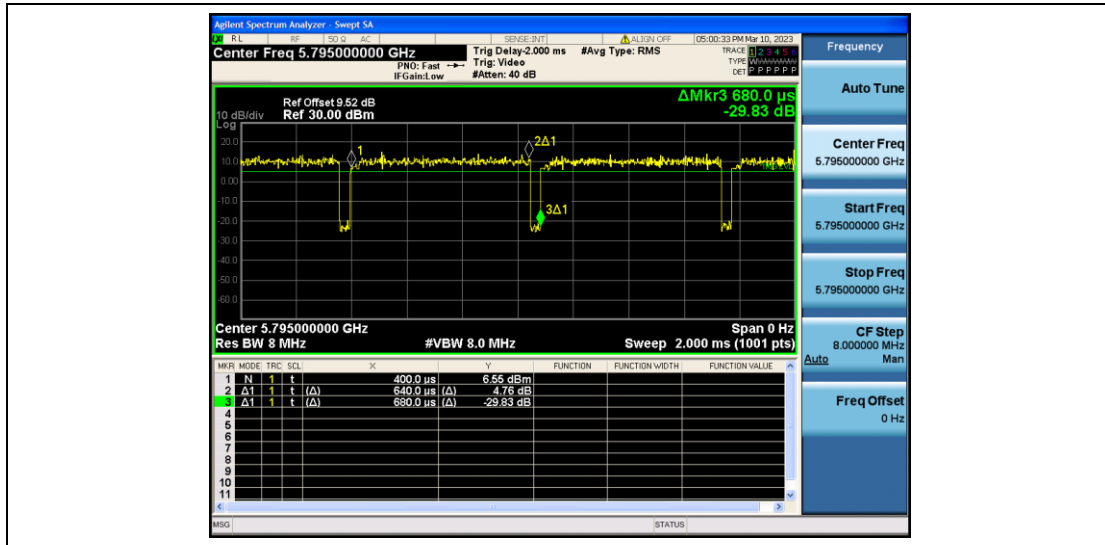 Agilent Spectrum Analyzer - Swept SA
RL RF 50 Ω AC SENSE:INT ALIGN OFF 05:00:33 PM Mar 10, 2023
Center Freq 5.795000000 GHz
PNO: Fast
IFGain:Low
Trig Delay-2.000 ms
Trig: Video
#Atten: 40 dB
#Avg Type: RMS
TRACE 1 2 3 4 5 6
TYPE WWWWWW
DET P P P P P P
Frequency
Auto Tune
ΔMkr3 680.0 µs
-29.83 dB
Ref Offset 9.52 dB
10 dB/div Ref 30.00 dBm
Log
20.0
10.0
0.00
-10.0
-20.0
-30.0
-40.0
-50.0
-60.0
1
2Δ1
3Δ1
Center Freq
5.795000000 GHz
Start Freq
5.795000000 GHz
Stop Freq
5.795000000 GHz
Center 5.795000000 GHz Span 0 Hz
Res BW 8 MHz #VBW 8.0 MHz Sweep 2.000 ms (1001 pts)
CF Step
8.000000 MHz
Auto Man
MKR MODE TRC SCL X Y FUNCTION FUNCTION WIDTH FUNCTION VALUE
1 N 1 t 400.0 µs 6.55 dBm
2 Δ1 1 t (Δ) 640.0 µs (Δ) 4.76 dB
3 Δ1 1 t (Δ) 680.0 µs (Δ) -29.83 dB
4
5
6
7
8
9
10
11
Freq Offset
0 Hz
MSG STATUS